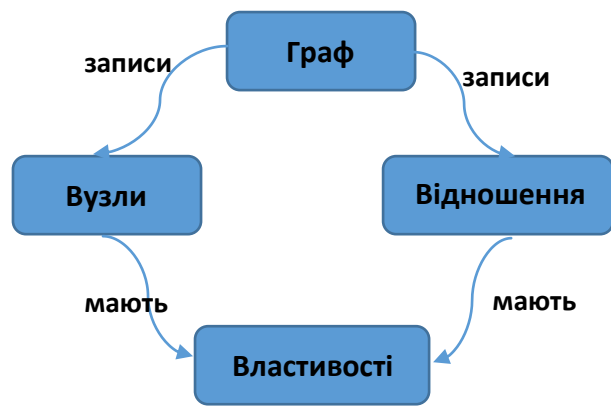 Граф
записи
записи
Вузли
Відношення
мають
мають
Властивості